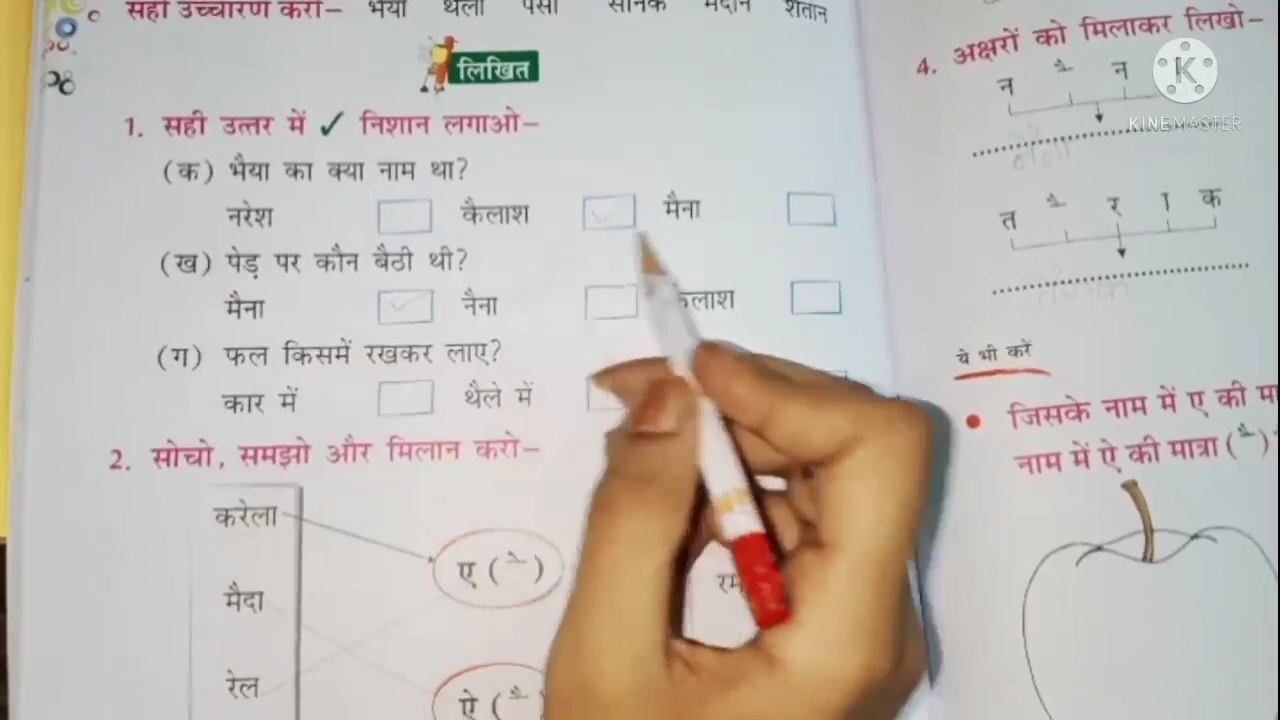 सही उच्चारण करो– भैया थैला पैसा सैनिक मैदान शैतान
लिखित
1. सही उत्तर में ✓ निशान लगाओ–
(क) भैया का क्या नाम था?
नरेश कैलाश मैना
(ख) पेड़ पर कौन बैठी थी?
मैना नैना कैलाश
(ग) फल किसमें रखकर लाए?
कार में थैले में
2. सोचो, समझो और मिलान करो–
करेला
ए (े)
मैदा
रेल
ऐ (ै)
4. अक्षरों को मिलाकर लिखो–
न ै न
त ै र ा क
ये भी करें
• जिसके नाम में ए की
नाम में ऐ की मात्रा (ै)
KINEMASTER